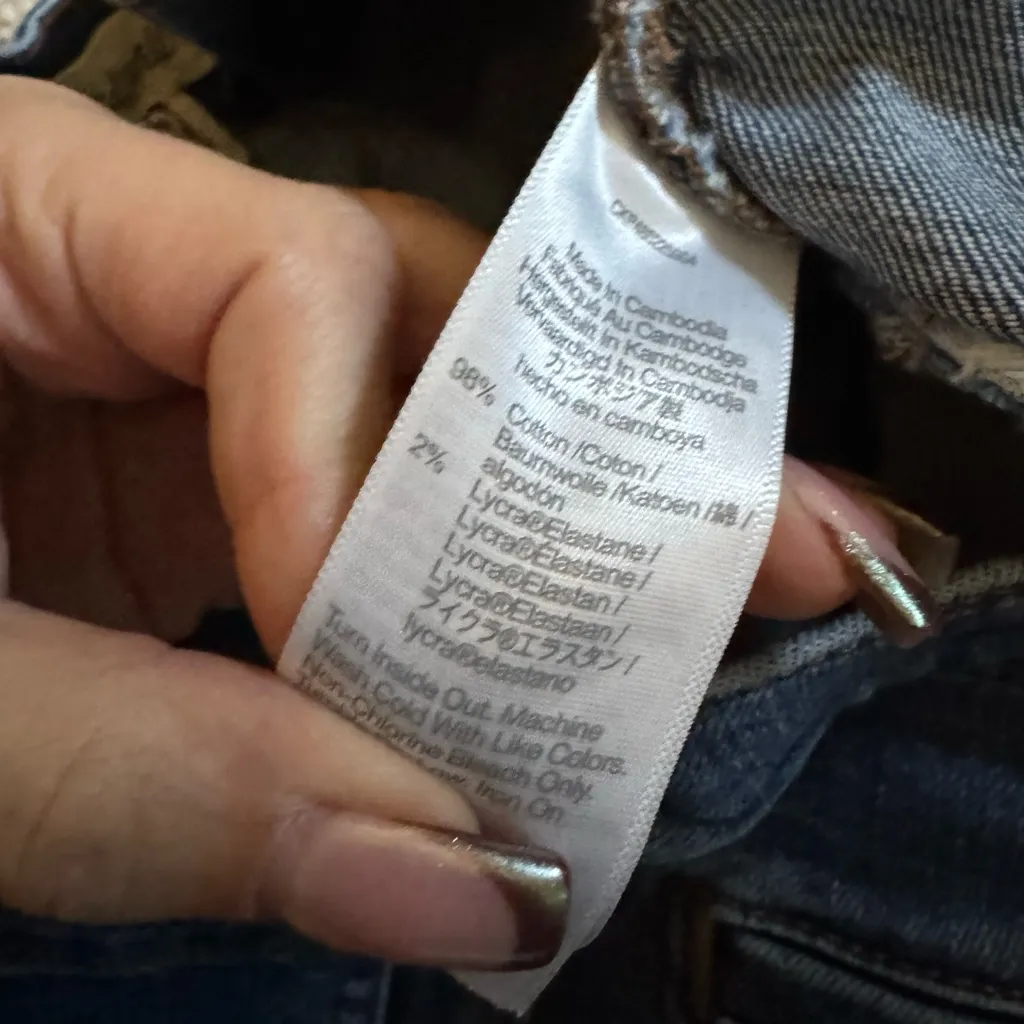 Made In Cambodia
Fabriqué Au Cambodge
Hergestellt In Kambodscha
Vervaardigd In Cambodja
カンボジア製
hecho en camboya
98% Cotton /Coton /
Baumwolle /Katoen /綿 /
algodón
2% Lycra®Elastane /
Lycra®Elastane /
Lycra®Elastan /
Lycra®Elastaan /
ライクラ®エラスタン /
lycra®elastano
Turn Inside Out. Machine
Wash Cold With Like Colors.
Non-Chlorine Bleach Only.
Low. Iron On